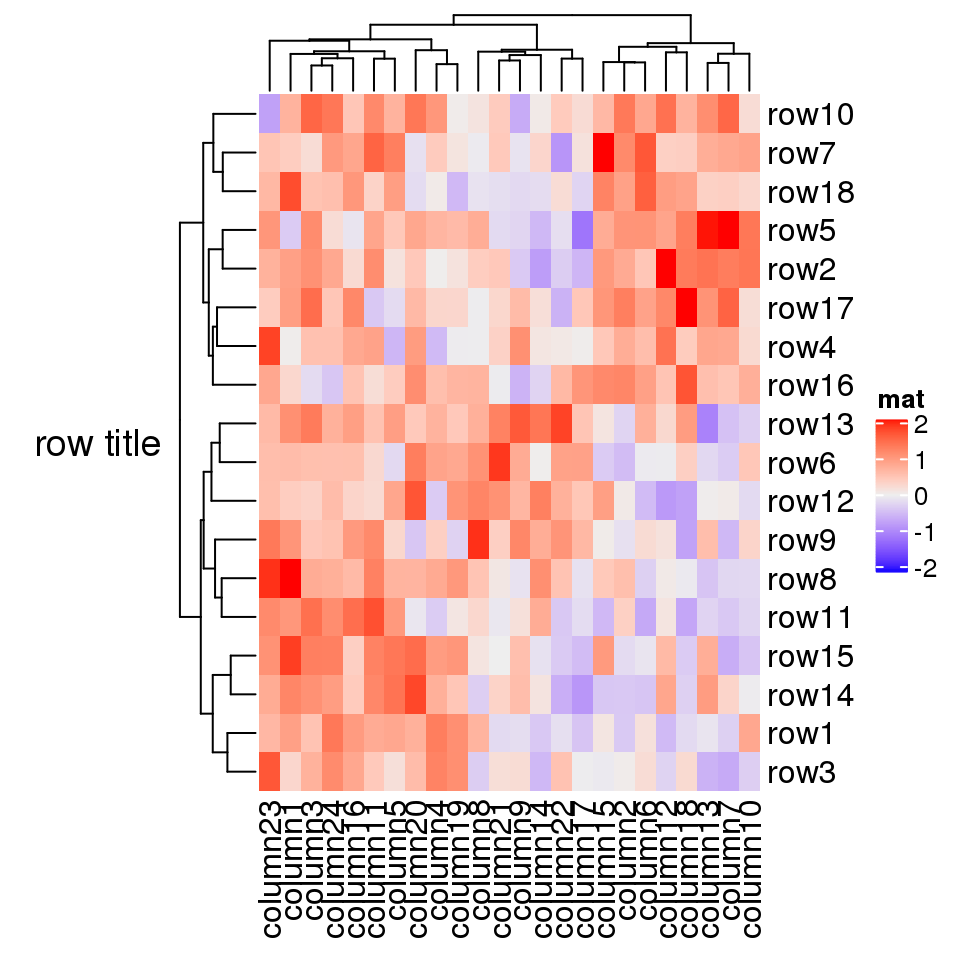 row10
row7
row18
row5
row2
row17
row4
row16
row13
row6
row12
row9
row8
row11
row15
row14
row1
row3
row title
mat
2
1
0
-1
-2
column23
column1
column3
column24
column16
column11
column5
column20
column4
column19
column8
column21
column9
column14
column22
column17
column15
column2
column6
column12
column18
column13
column7
column10